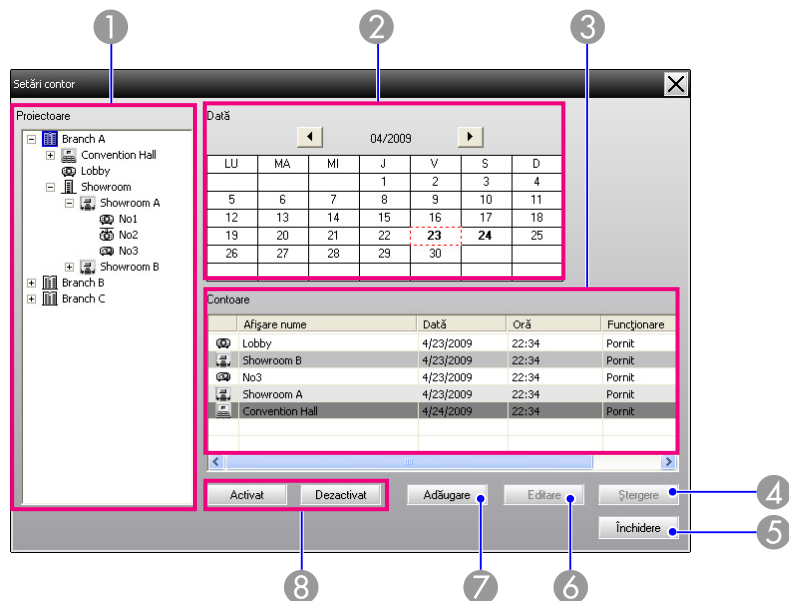 1 2 3
Setări contor
Proiectoare
Branch A
Convention Hall
Lobby
Showroom
Showroom A
No1
No2
No3
Showroom B
Branch B
Branch C
Dată
04/2009
LU MA MI J V S D
1 2 3 4
5 6 7 8 9 10 11
12 13 14 15 16 17 18
19 20 21 22 23 24 25
26 27 28 29 30
Contoare
Afişare nume Dată Oră Funcţionare
Lobby 4/23/2009 22:34 Pornit
Showroom B 4/23/2009 22:34 Pornit
No3 4/23/2009 22:34 Pornit
Showroom A 4/23/2009 22:34 Pornit
Convention Hall 4/24/2009 22:34 Pornit
Activat Dezactivat Adăugare Editare Ştergere 4
Închidere 5
8 7 6